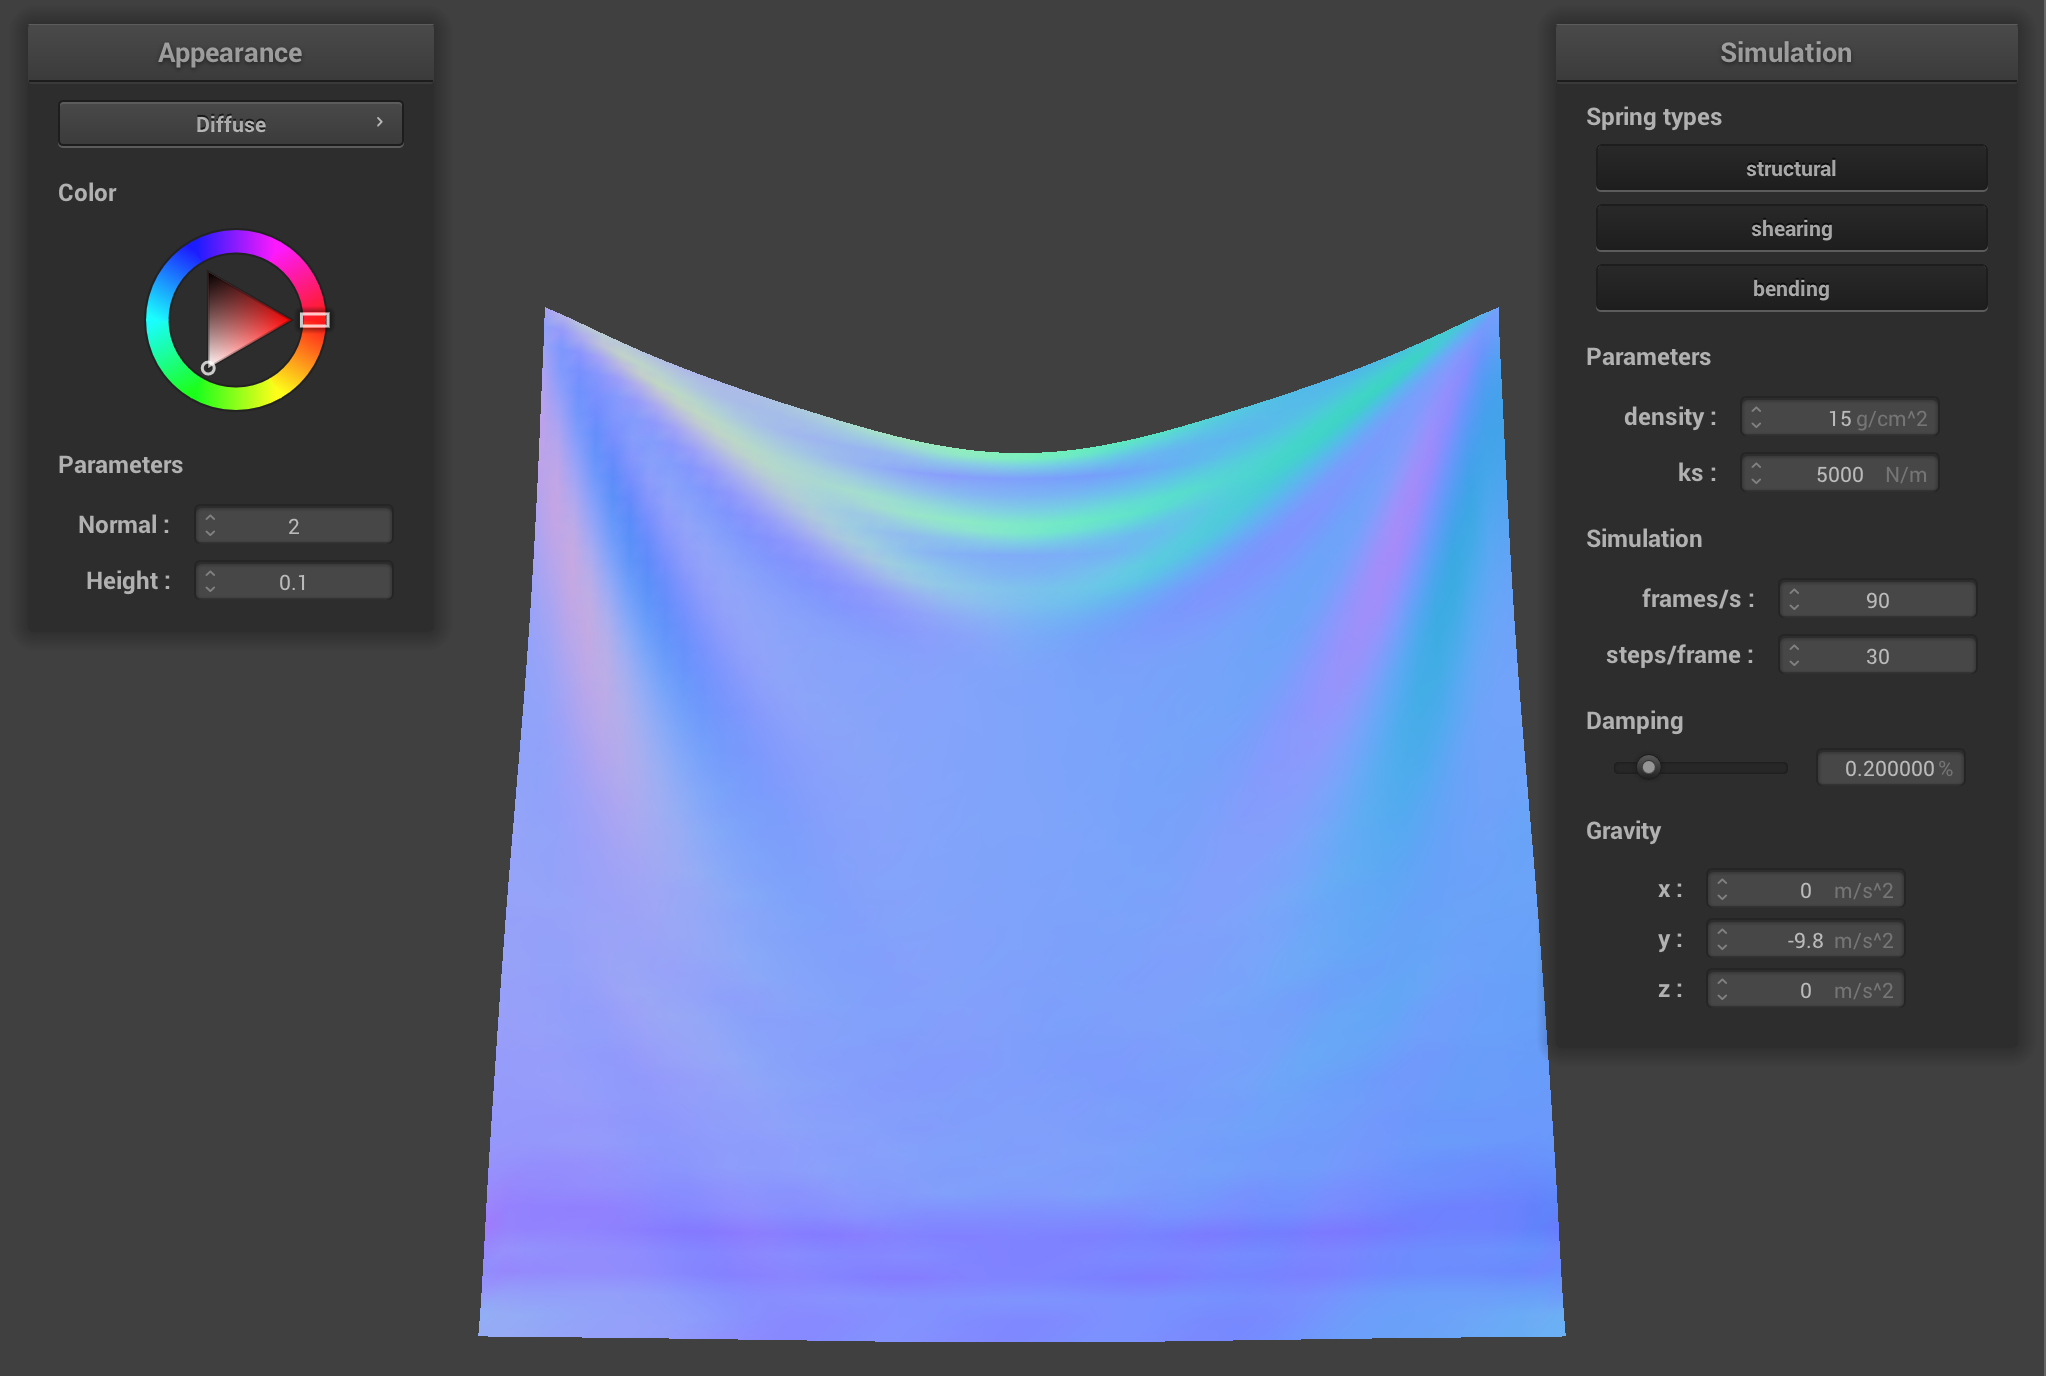 Appearance
Diffuse
Color
Parameters
Normal : 2
Height : 0.1
Simulation
Spring types
structural
shearing
bending
Parameters
density : 15 g/cm^2
ks : 5000 N/m
Simulation
frames/s : 90
steps/frame : 30
Damping
0.200000 %
Gravity
x : 0 m/s^2
y : -9.8 m/s^2
z : 0 m/s^2